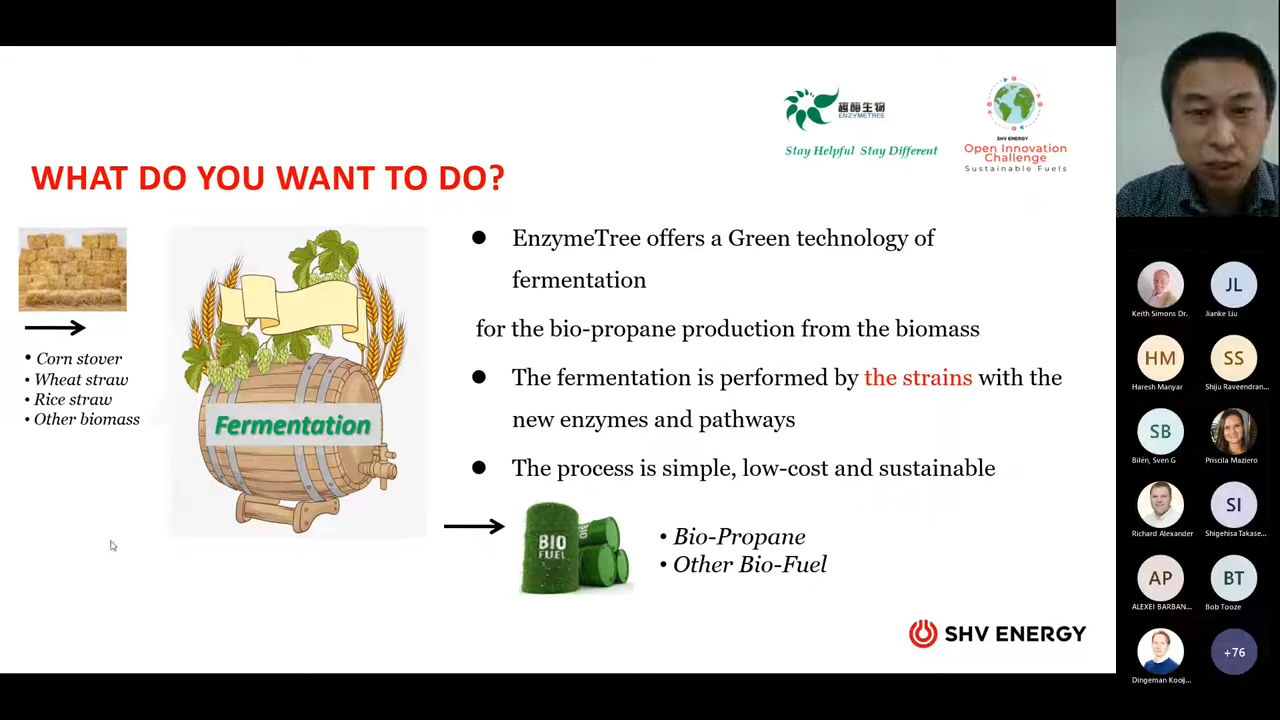 趣酶生物
ENZYMETREE
Stay Helpful Stay Different
SHV ENERGY
Open Innovation
Challenge
Sustainable Fuels
WHAT DO YOU WANT TO DO?
• Corn stover
• Wheat straw
• Rice straw
• Other biomass
Fermentation
● EnzymeTree offers a Green technology of
fermentation
for the bio-propane production from the biomass
● The fermentation is performed by the strains with the
new enzymes and pathways
● The process is simple, low-cost and sustainable
BIO
FUEL
• Bio-Propane
• Other Bio-Fuel
SHV ENERGY
Keith Simons Dr.
JL
Jianke Liu
HM
Haresh Manyar
SS
Shiju Raveendran...
SB
Bilén, Sven G
Priscila Maziero
Richard Alexander
SI
Shigehisa Takase...
AP
ALEXEI BARBAN...
BT
Bob Tooze
Dingeman Kooij...
+76